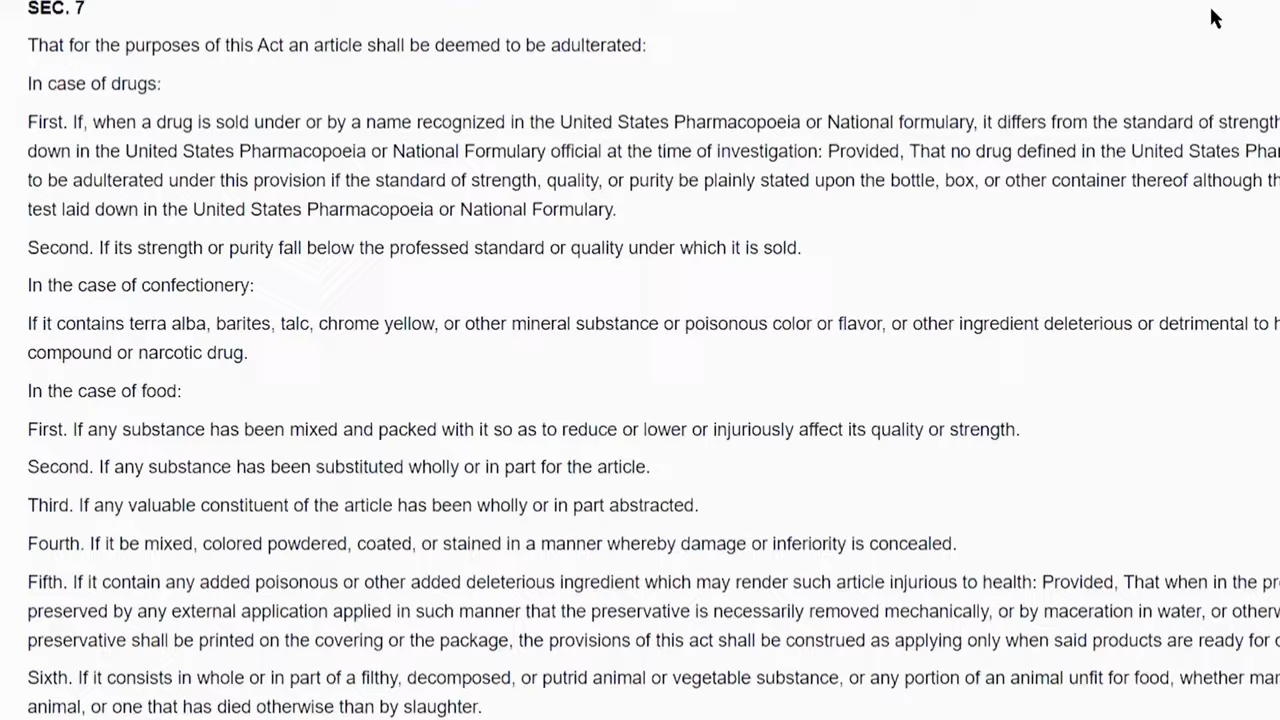 SEC. 7
That for the purposes of this Act an article shall be deemed to be adulterated:
In case of drugs:
First. If, when a drug is sold under or by a name recognized in the United States Pharmacopoeia or National formulary, it differs from the standard of strength
down in the United States Pharmacopoeia or National Formulary official at the time of investigation: Provided, That no drug defined in the United States Phar
to be adulterated under this provision if the standard of strength, quality, or purity be plainly stated upon the bottle, box, or other container thereof although th
test laid down in the United States Pharmacopoeia or National Formulary.
Second. If its strength or purity fall below the professed standard or quality under which it is sold.
In the case of confectionery:
If it contains terra alba, barites, talc, chrome yellow, or other mineral substance or poisonous color or flavor, or other ingredient deleterious or detrimental to h
compound or narcotic drug.
In the case of food:
First. If any substance has been mixed and packed with it so as to reduce or lower or injuriously affect its quality or strength.
Second. If any substance has been substituted wholly or in part for the article.
Third. If any valuable constituent of the article has been wholly or in part abstracted.
Fourth. If it be mixed, colored powdered, coated, or stained in a manner whereby damage or inferiority is concealed.
Fifth. If it contain any added poisonous or other added deleterious ingredient which may render such article injurious to health: Provided, That when in the pr
preserved by any external application applied in such manner that the preservative is necessarily removed mechanically, or by maceration in water, or otherw
preservative shall be printed on the covering or the package, the provisions of this act shall be construed as applying only when said products are ready for c
Sixth. If it consists in whole or in part of a filthy, decomposed, or putrid animal or vegetable substance, or any portion of an animal unfit for food, whether man
animal, or one that has died otherwise than by slaughter.